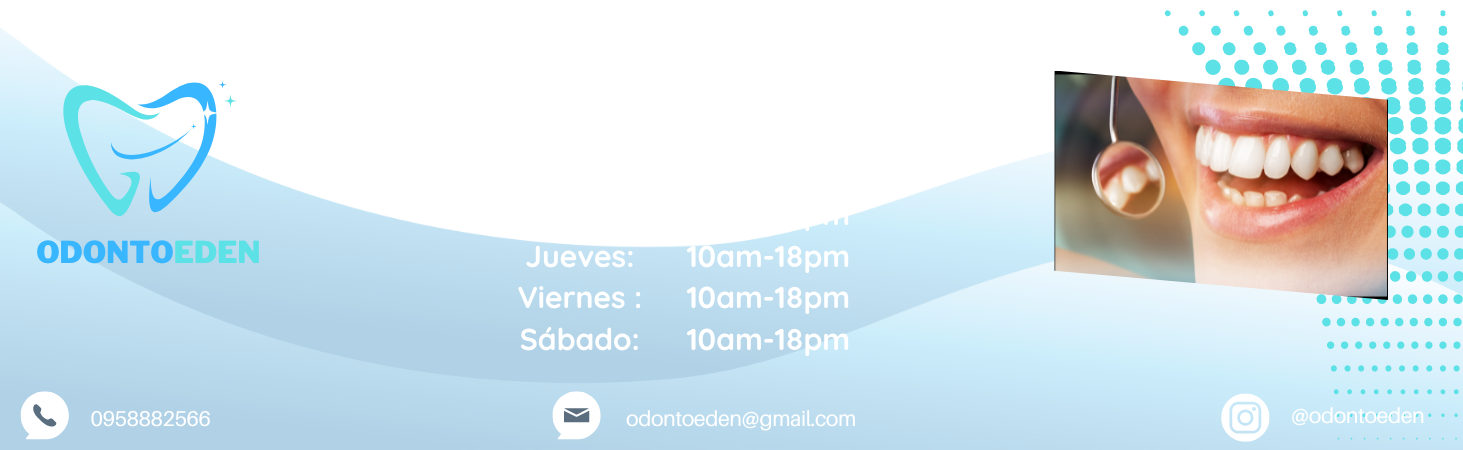 ODONTOEDEN
Jueves: 10am-18pm
Viernes : 10am-18pm
Sábado: 10am-18pm
0958882566
odontoeden@gmail.com
@odontoeden